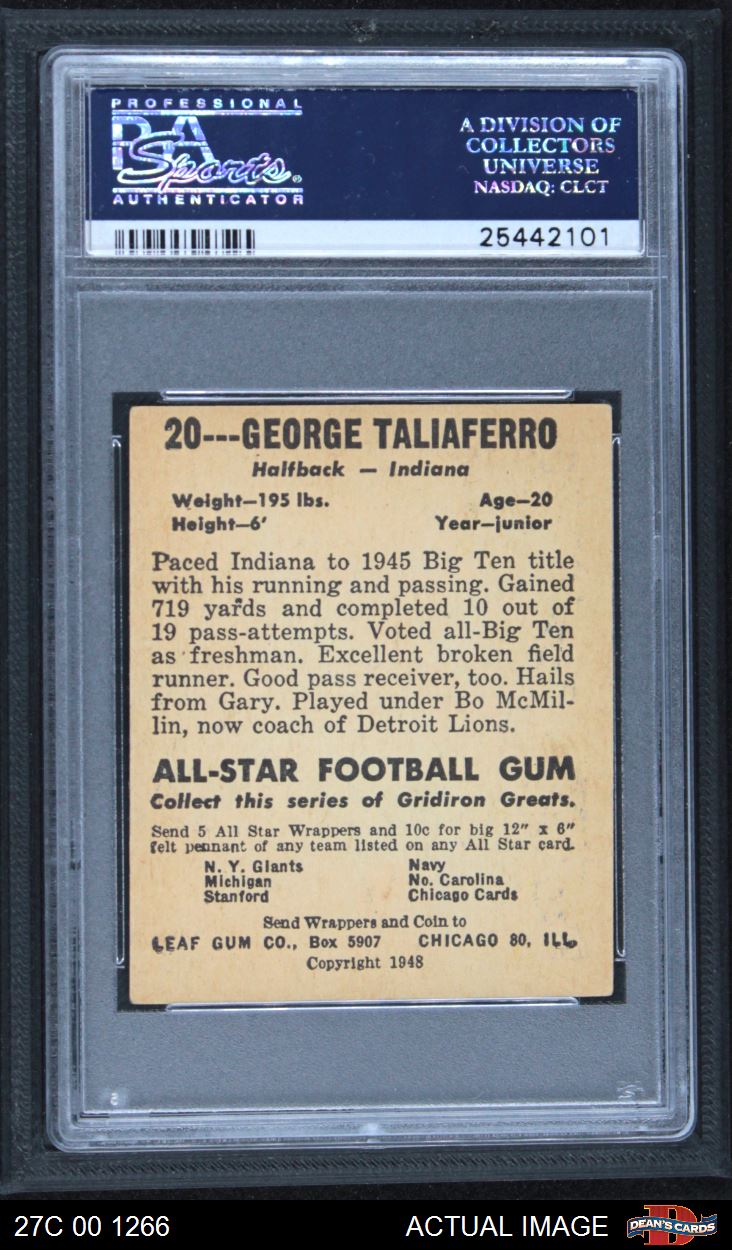 PROFESSIONAL
PSA
Sports
AUTHENTICATOR
A DIVISION OF
COLLECTORS
UNIVERSE
NASDAQ: CLCT
25442101
20---GEORGE TALIAFERRO
Halfback — Indiana
Weight—195 lbs. Age—20
Height—6' Year—junior
Paced Indiana to 1945 Big Ten title
with his running and passing. Gained
719 yards and completed 10 out of
19 pass-attempts. Voted all-Big Ten
as freshman. Excellent broken field
runner. Good pass receiver, too. Hails
from Gary. Played under Bo McMil-
lin, now coach of Detroit Lions.
ALL-STAR FOOTBALL GUM
Collect this series of Gridiron Greats.
Send 5 All Star Wrappers and 10c for big 12" x 6"
felt pennant of any team listed on any All Star card.
N. Y. Giants Navy
Michigan No. Carolina
Stanford Chicago Cards
Send Wrappers and Coin to
LEAF GUM CO., Box 5907 CHICAGO 80, ILL.
Copyright 1948
27C 00 1266 ACTUAL IMAGE DEAN'S CARDS